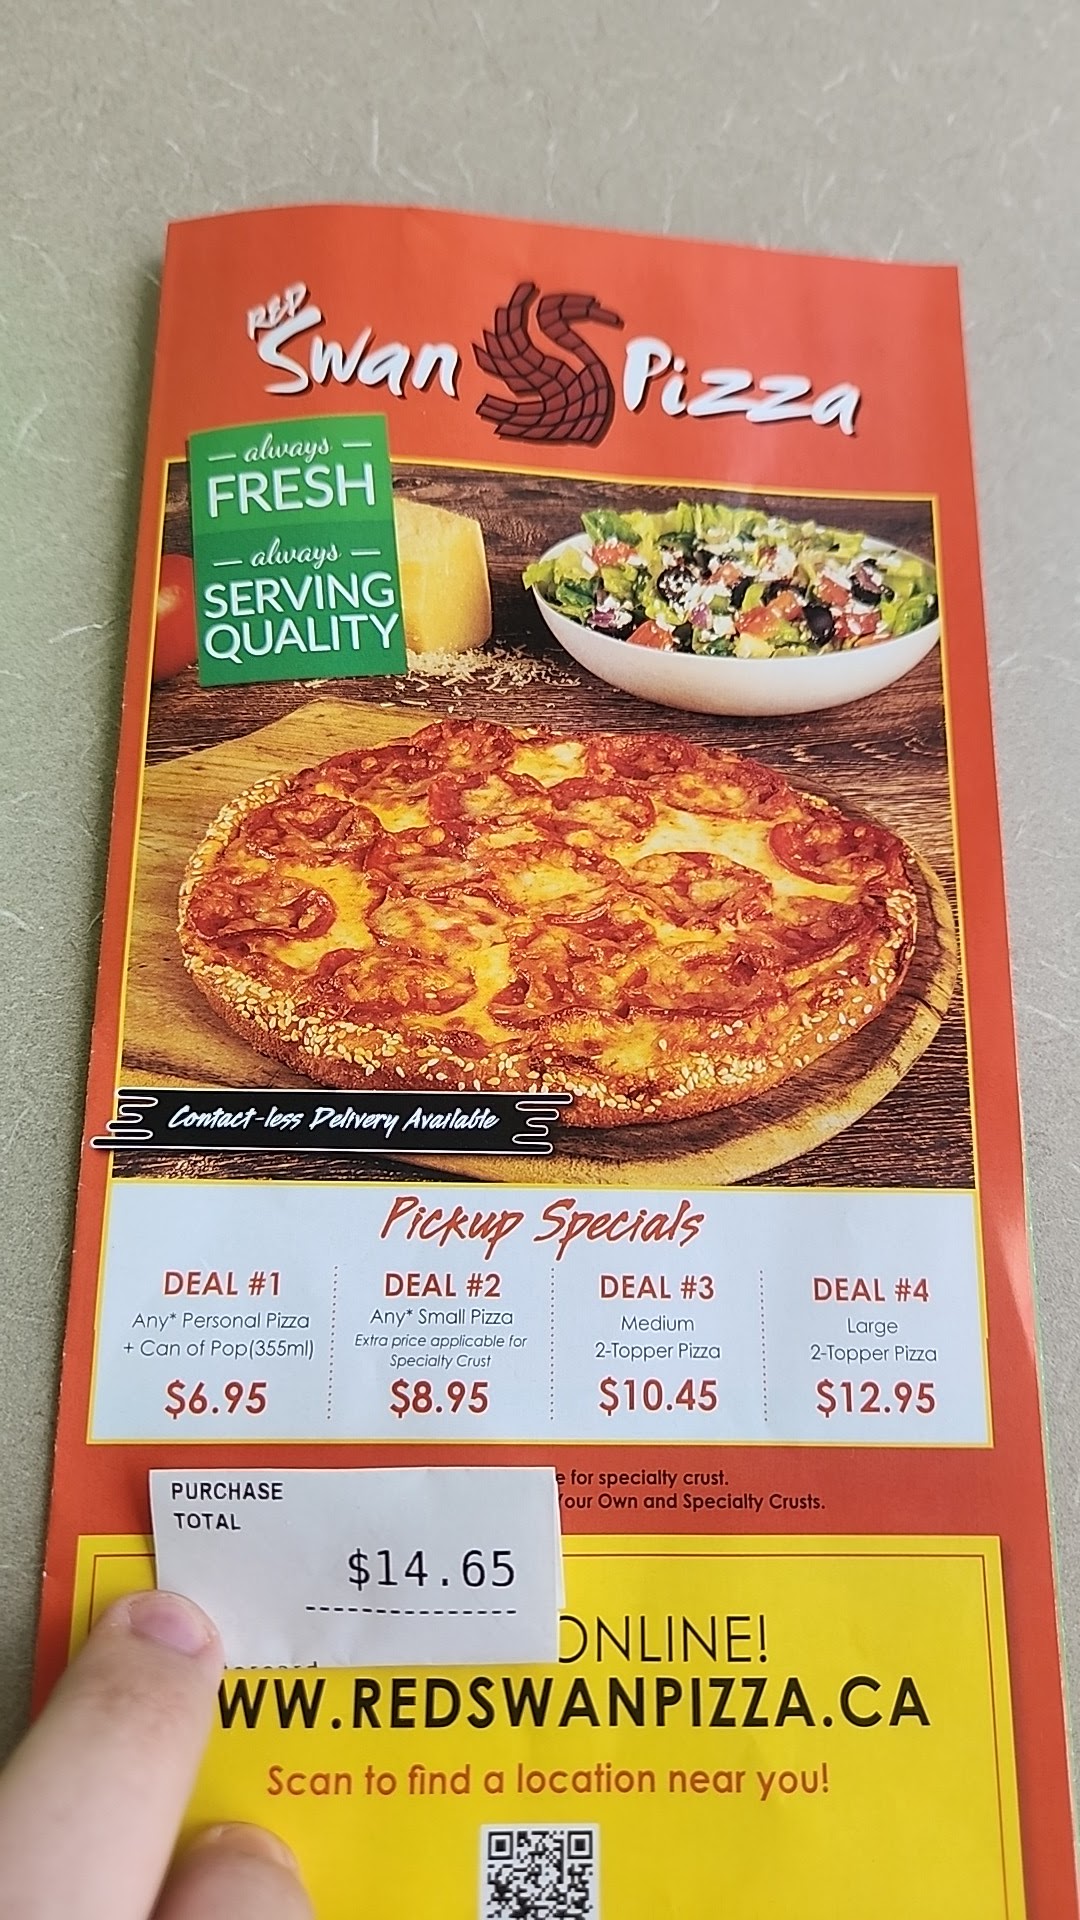 RED
Swan Pizza
always
FRESH
always
SERVING
QUALITY
Contact-less Delivery Available
Pickup Specials
DEAL #1
Any* Personal Pizza
+ Can of Pop(355ml)
$6.95
DEAL #2
Any* Small Pizza
Extra price applicable for
Specialty Crust
$8.95
DEAL #3
Medium
2-Topper Pizza
$10.45
DEAL #4
Large
2-Topper Pizza
$12.95
for specialty crust.
Own and Specialty Crusts.
PURCHASE
TOTAL
$14.65
ONLINE!
WW.REDSWANPIZZA.CA
Scan to find a location near you!